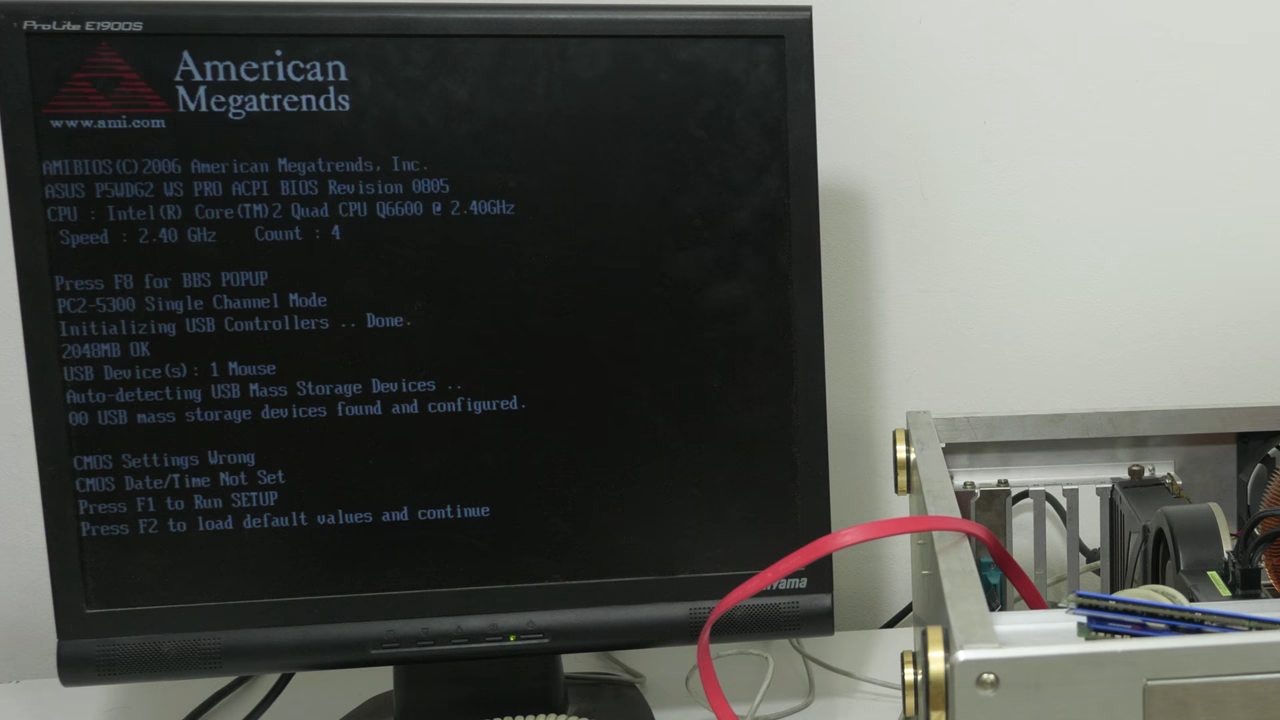 ProLite E1900S
American
Megatrends
www.ami.com
AMIBIOS(C)2006 American Megatrends, Inc.
ASUS P5WDG2 WS PRO ACPI BIOS Revision 0805
CPU : Intel(R) Core(TM)2 Quad CPU Q6600 @ 2.40GHz
Speed : 2.40 GHz Count : 4
Press F8 for BBS POPUP
PC2-5300 Single Channel Mode
Initializing USB Controllers .. Done.
2048MB OK
USB Device(s): 1 Mouse
Auto-detecting USB Mass Storage Devices ..
00 USB mass storage devices found and configured.
CMOS Settings Wrong
CMOS Date/Time Not Set
Press F1 to Run SETUP
Press F2 to load default values and continue